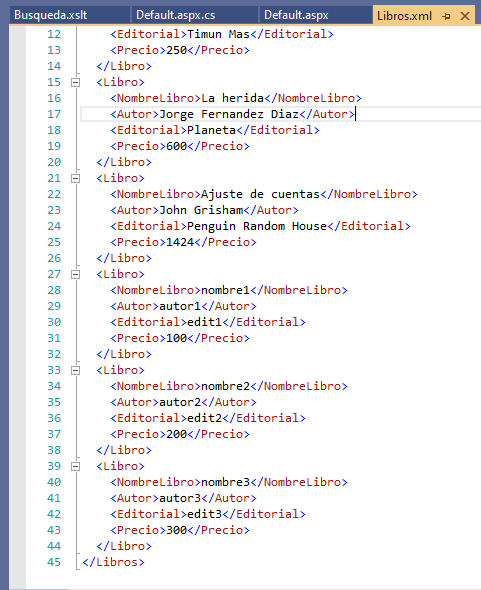 Busqueda.xslt Default.aspx.cs Default.aspx Libros.xml
12 <Editorial>Timun Mas</Editorial>
13 <Precio>250</Precio>
14 </Libro>
15 <Libro>
16 <NombreLibro>La herida</NombreLibro>
17 <Autor>Jorge Fernandez Diaz</Autor>
18 <Editorial>Planeta</Editorial>
19 <Precio>600</Precio>
20 </Libro>
21 <Libro>
22 <NombreLibro>Ajuste de cuentas</NombreLibro>
23 <Autor>John Grisham</Autor>
24 <Editorial>Penguin Random House</Editorial>
25 <Precio>1424</Precio>
26 </Libro>
27 <Libro>
28 <NombreLibro>nombre1</NombreLibro>
29 <Autor>autor1</Autor>
30 <Editorial>edit1</Editorial>
31 <Precio>100</Precio>
32 </Libro>
33 <Libro>
34 <NombreLibro>nombre2</NombreLibro>
35 <Autor>autor2</Autor>
36 <Editorial>edit2</Editorial>
37 <Precio>200</Precio>
38 </Libro>
39 <Libro>
40 <NombreLibro>nombre3</NombreLibro>
41 <Autor>autor3</Autor>
42 <Editorial>edit3</Editorial>
43 <Precio>300</Precio>
44 </Libro>
45 </Libros>